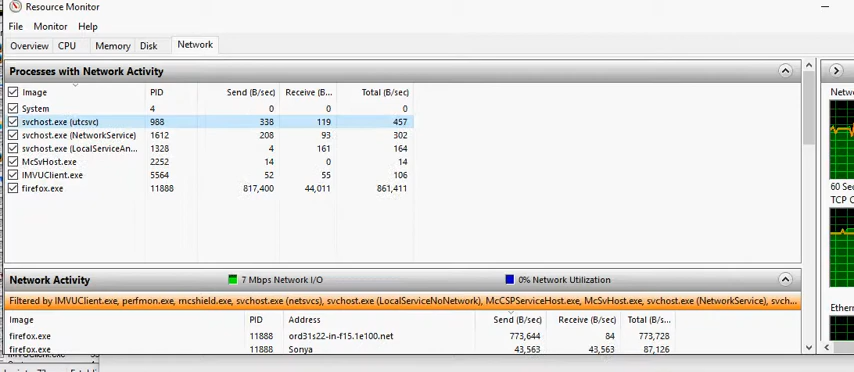 Resource Monitor
File Monitor Help
Overview CPU Memory Disk Network
Processes with Network Activity
Image PID Send (B/sec) Receive (B... Total (B/sec)
System 4 0 0 0
svchost.exe (utcsvc) 988 338 119 457
svchost.exe (NetworkService) 1612 208 93 302
svchost.exe (LocalServiceAn... 1328 4 161 164
McSvHost.exe 2252 14 0 14
IMVUClient.exe 5564 52 55 106
firefox.exe 11888 817,400 44,011 861,411
Network Activity 7 Mbps Network I/O 0% Network Utilization
Filtered by IMVUClient.exe, perfmon.exe, mcshield.exe, svchost.exe (netsvcs), svchost.exe (LocalServiceNoNetwork), McCSPServiceHost.exe, McSvHost.exe, svchost.exe (NetworkService), svch...
Image PID Address Send (B/sec) Receive (B/sec) Total (B/s...
firefox.exe 11888 ord31s22-in-f15.1e100.net 773,644 84 773,728
firefox.exe 11888 Sonya 43,563 43,563 87,126
Netwo
60 Sec
TCP C
Ethern